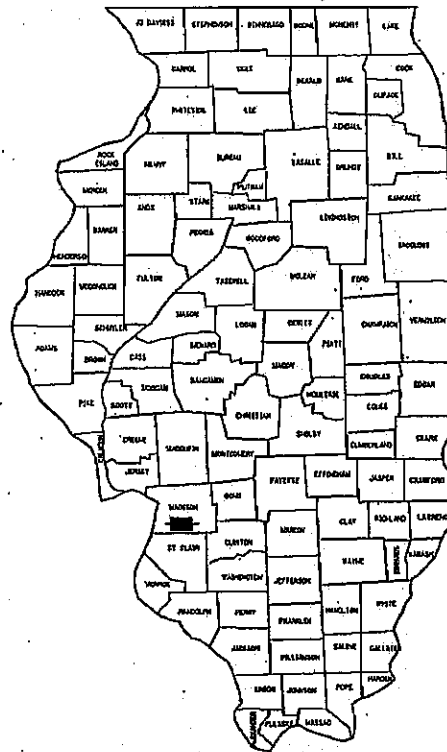 JO DAVIESS STEPHENSON WINNEBAGO BOONE MCHENRY LAKE
CARROLL OGLE DEKALB KANE COOK
DUPAGE
WHITESIDE LEE
KENDALL WILL
ROCK
ISLAND
HENRY BUREAU LASALLE GRUNDY
PUTNAM
MERCER KANKAKEE
KNOX STARK MARSHALL LIVINGSTON
WARREN PEORIA
WOODFORD IROQUOIS
HENDERSON
HANCOCK MCDONOUGH FULTON TAZEWELL MCLEAN FORD
MASON LOGAN DEWITT CHAMPAIGN VERMILION
SCHUYLER PIATT
ADAMS BROWN CASS MENARD MACON
DOUGLAS EDGAR
PIKE SCOTT MORGAN SANGAMON MOULTRIE
CHRISTIAN COLES
SHELBY
GREENE MACOUPIN CUMBERLAND CLARK
CALHOUN JERSEY MONTGOMERY
FAYETTE EFFINGHAM JASPER CRAWFORD
MADISON BOND
CLAY RICHLAND LAWRENCE
ST CLAIR CLINTON MARION
WAYNE EDWARDS WABASH
MONROE WASHINGTON JEFFERSON
RANDOLPH PERRY HAMILTON WHITE
FRANKLIN
JACKSON WILLIAMSON SALINE GALLATIN
UNION JOHNSON POPE HARDIN
ALEXANDER PULASKI MASSAC